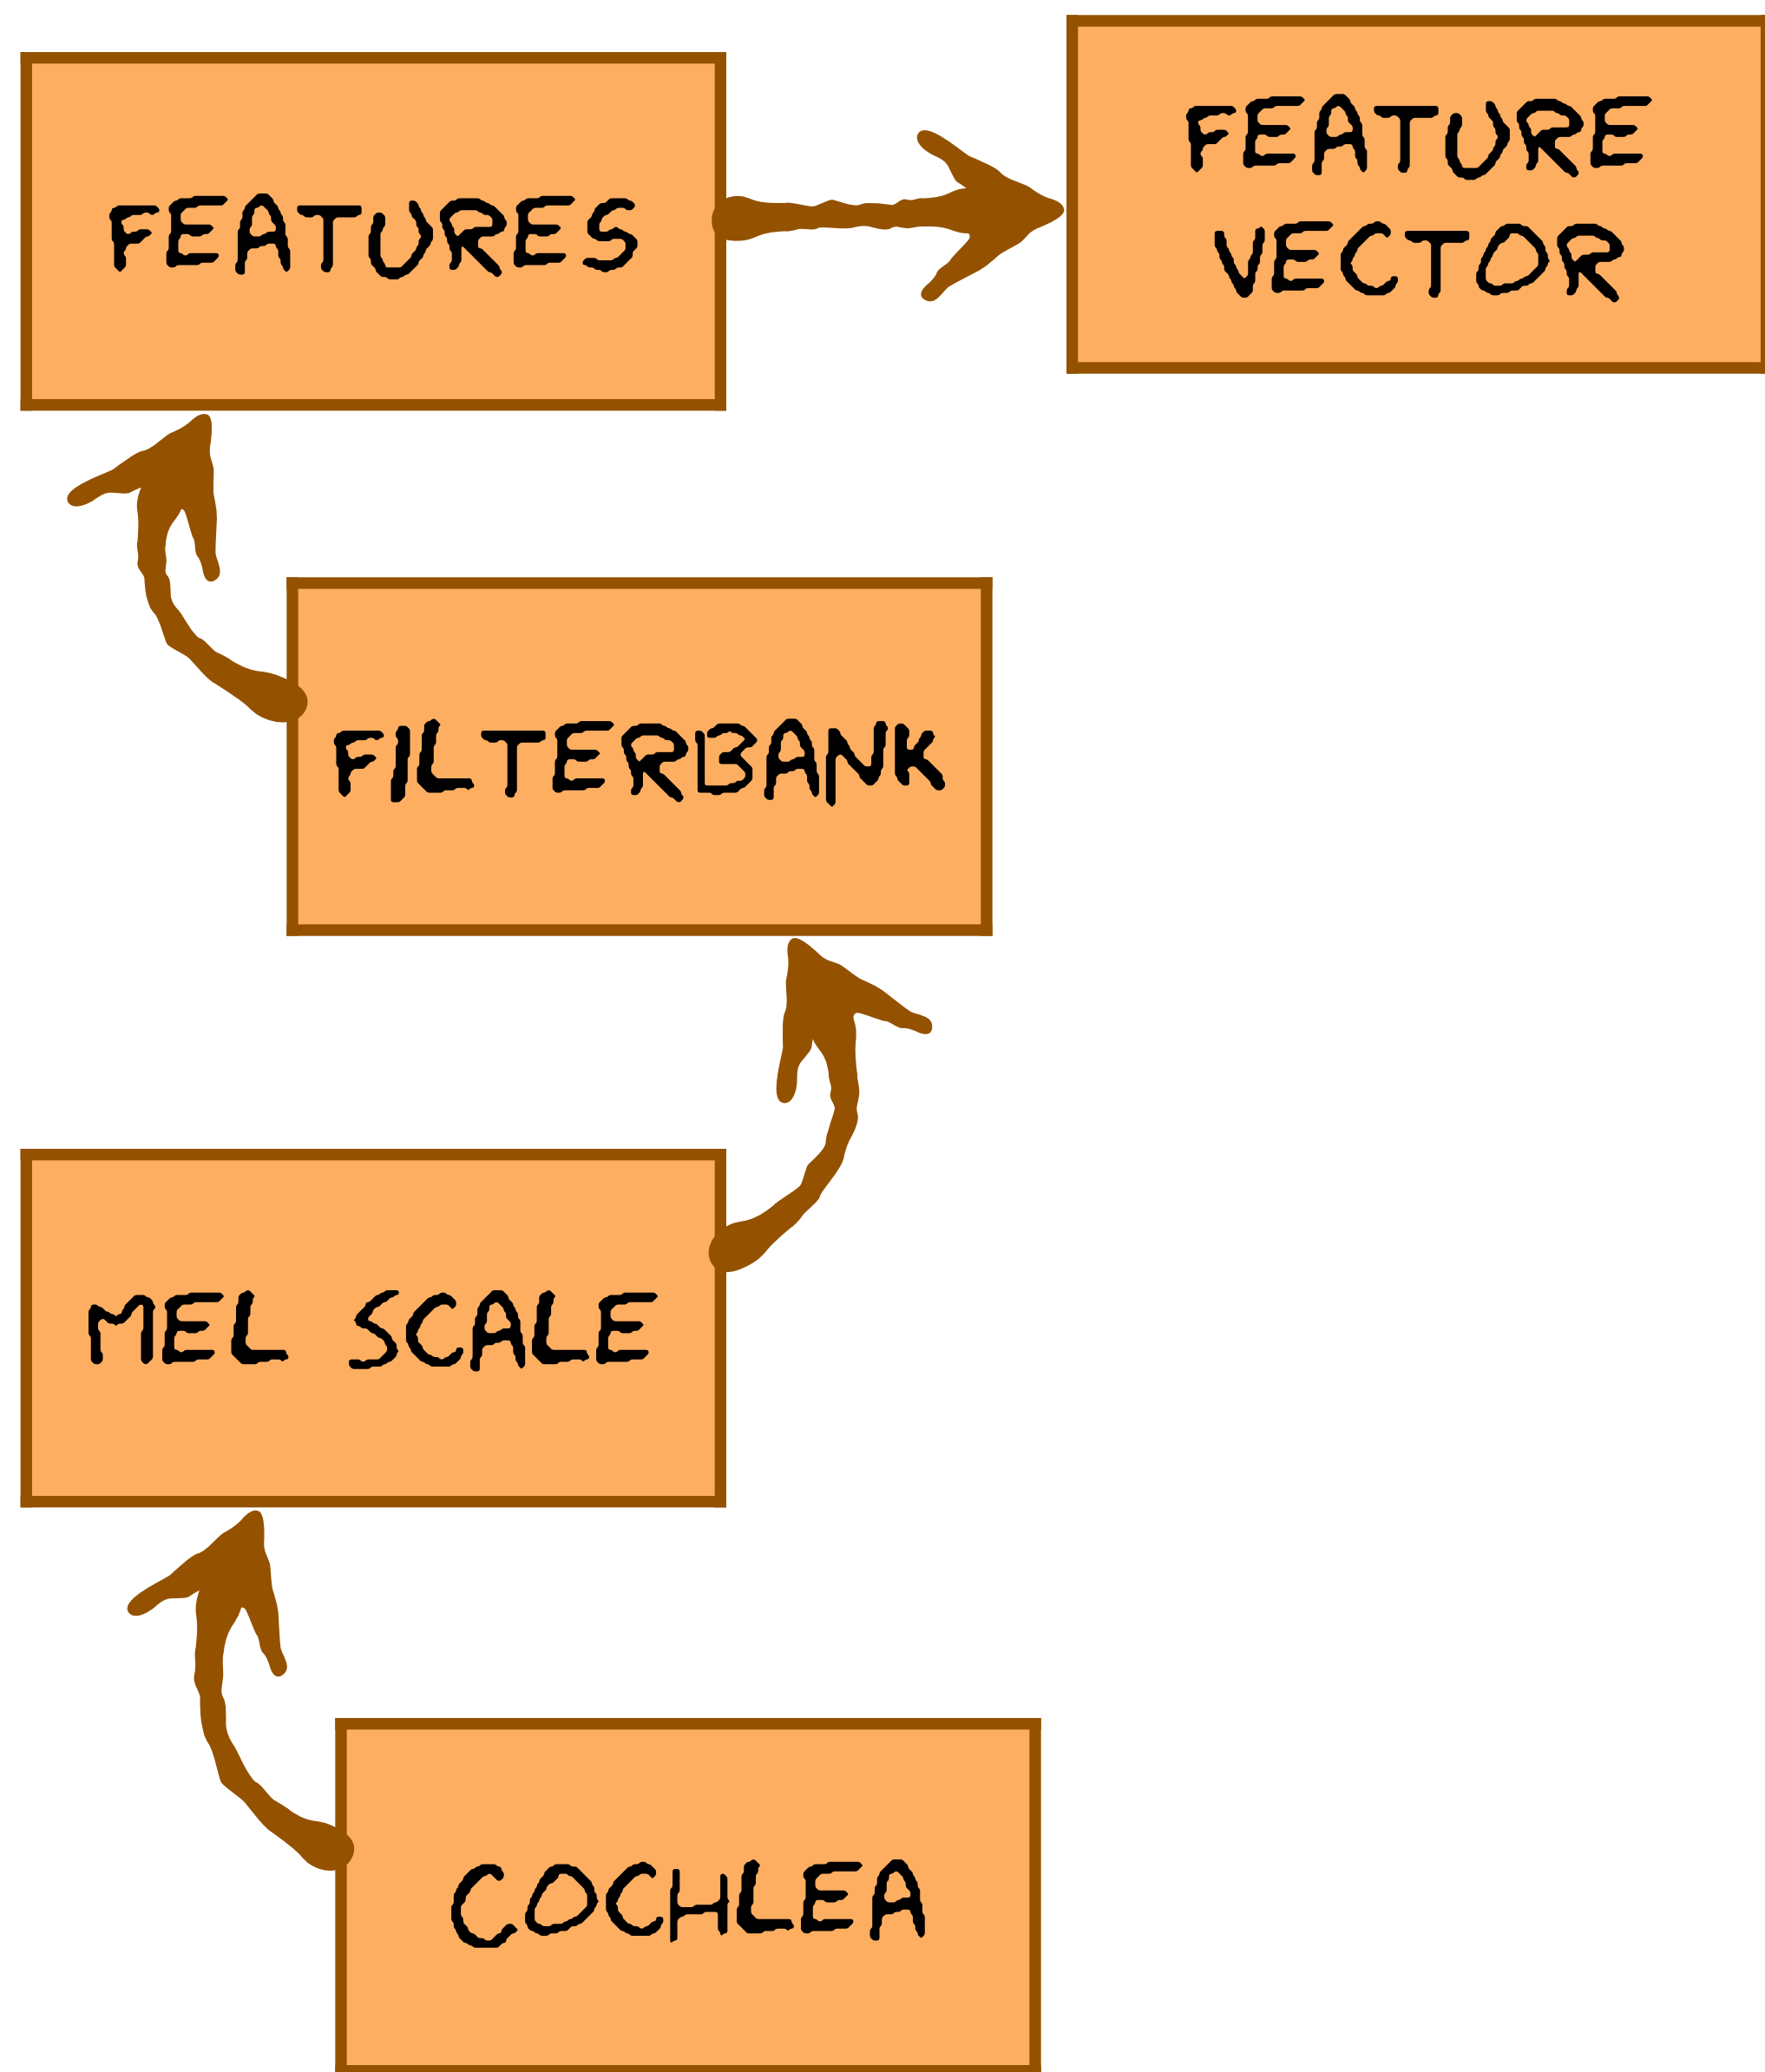 FEATURES
FEATURE
VECTOR
FILTERBANK
MEL SCALE
COCHLEA